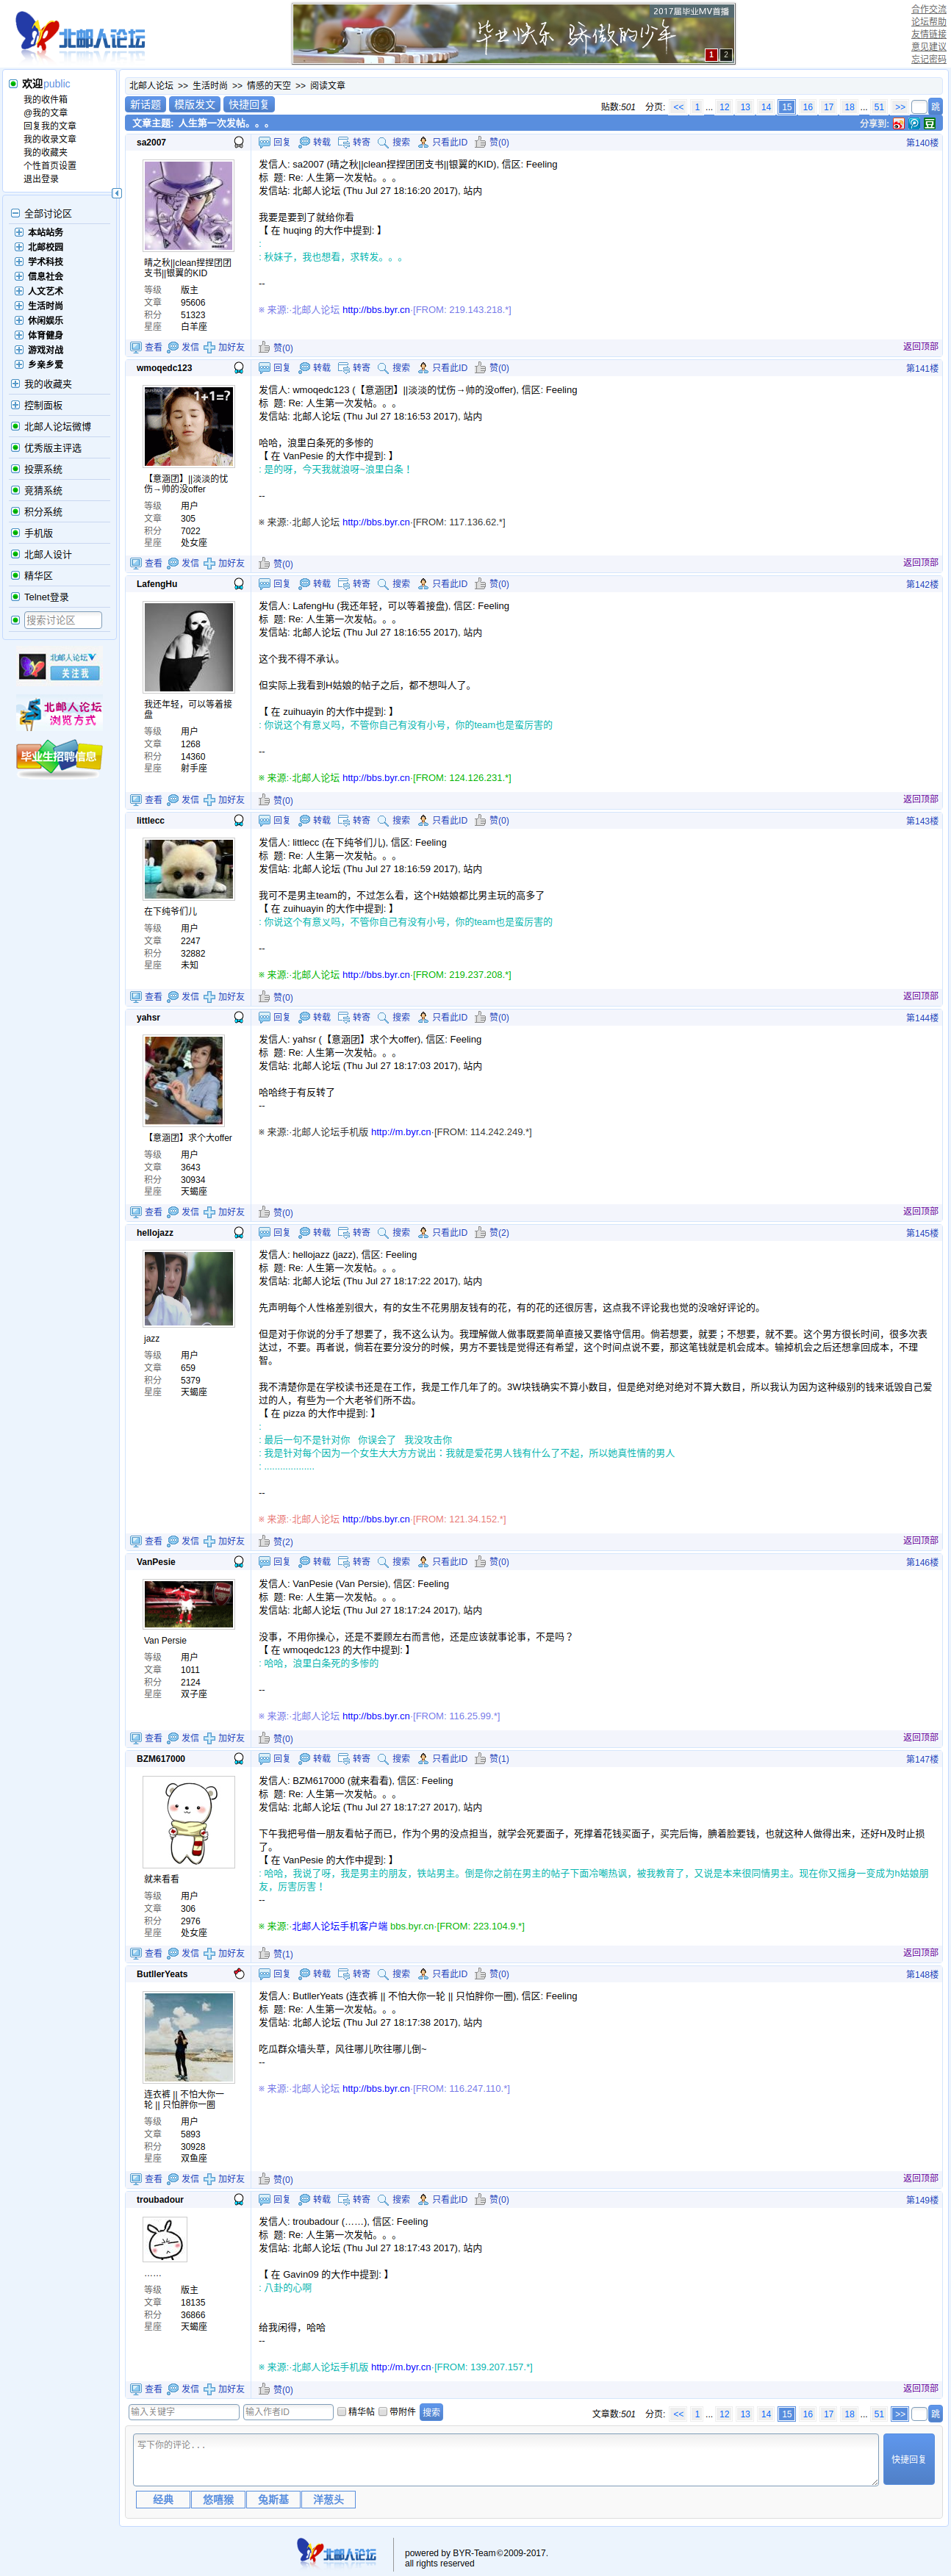 北邮人论坛
2017届毕业MV首播
毕业快乐 骄傲的少年
1 2
合作交流
论坛帮助
友情链接
意见建议
忘记密码
欢迎public
我的收件箱
@我的文章
回复我的文章
我的收录文章
我的收藏夹
个性首页设置
退出登录
全部讨论区
本站站务
北邮校园
学术科技
信息社会
人文艺术
生活时尚
休闲娱乐
体育健身
游戏对战
乡亲乡爱
我的收藏夹
控制面板
北邮人论坛微博
优秀版主评选
投票系统
竞猜系统
积分系统
手机版
北邮人设计
精华区
Telnet登录
搜索讨论区
北邮人论坛
关注我
北邮人论坛
浏览方式
毕业生招聘信息
北邮人论坛 >> 生活时尚 >> 情感的天空 >> 阅读文章
新话题 模版发文 快捷回复
贴数:501 分页: << 1 ... 12 13 14 15 16 17 18 ... 51 >> 跳
文章主题: 人生第一次发帖。。。
分享到: 豆
sa2007
回复 转载 转寄 搜索 只看此ID 赞(0) 第140楼
晴之秋||clean捏捏团团支书||银翼的KID
等级 版主
文章 95606
积分 51323
星座 白羊座
发信人: sa2007 (晴之秋||clean捏捏团团支书||银翼的KID), 信区: Feeling
标 题: Re: 人生第一次发帖。。。
发信站: 北邮人论坛 (Thu Jul 27 18:16:20 2017), 站内
我要是要到了就给你看
【 在 huqing 的大作中提到: 】
:
: 秋妹子，我也想看，求转发。。。
--
※ 来源:·北邮人论坛 http://bbs.byr.cn·[FROM: 219.143.218.*]
查看 发信 加好友 赞(0) 返回顶部
wmoqedc123
回复 转载 转寄 搜索 只看此ID 赞(0) 第141楼
1+1=?
【意涵团】||淡淡的忧伤→帅的没offer
等级 用户
文章 305
积分 7022
星座 处女座
发信人: wmoqedc123 (【意涵团】||淡淡的忧伤→帅的没offer), 信区: Feeling
标 题: Re: 人生第一次发帖。。。
发信站: 北邮人论坛 (Thu Jul 27 18:16:53 2017), 站内
哈哈，浪里白条死的多惨的
【 在 VanPesie 的大作中提到: 】
: 是的呀，今天我就浪呀~浪里白条！
--
※ 来源:·北邮人论坛 http://bbs.byr.cn·[FROM: 117.136.62.*]
查看 发信 加好友 赞(0) 返回顶部
LafengHu
回复 转载 转寄 搜索 只看此ID 赞(0) 第142楼
我还年轻，可以等着接盘
等级 用户
文章 1268
积分 14360
星座 射手座
发信人: LafengHu (我还年轻，可以等着接盘), 信区: Feeling
标 题: Re: 人生第一次发帖。。。
发信站: 北邮人论坛 (Thu Jul 27 18:16:55 2017), 站内
这个我不得不承认。
但实际上我看到H姑娘的帖子之后，都不想叫人了。
【 在 zuihuayin 的大作中提到: 】
: 你说这个有意义吗，不管你自己有没有小号，你的team也是蛮厉害的
--
※ 来源:·北邮人论坛 http://bbs.byr.cn·[FROM: 124.126.231.*]
查看 发信 加好友 赞(0) 返回顶部
littlecc
回复 转载 转寄 搜索 只看此ID 赞(0) 第143楼
在下纯爷们儿
等级 用户
文章 2247
积分 32882
星座 未知
发信人: littlecc (在下纯爷们儿), 信区: Feeling
标 题: Re: 人生第一次发帖。。。
发信站: 北邮人论坛 (Thu Jul 27 18:16:59 2017), 站内
我可不是男主team的，不过怎么看，这个H姑娘都比男主玩的高多了
【 在 zuihuayin 的大作中提到: 】
: 你说这个有意义吗，不管你自己有没有小号，你的team也是蛮厉害的
--
※ 来源:·北邮人论坛 http://bbs.byr.cn·[FROM: 219.237.208.*]
查看 发信 加好友 赞(0) 返回顶部
yahsr
回复 转载 转寄 搜索 只看此ID 赞(0) 第144楼
【意涵团】求个大offer
等级 用户
文章 3643
积分 30934
星座 天蝎座
发信人: yahsr (【意涵团】求个大offer), 信区: Feeling
标 题: Re: 人生第一次发帖。。。
发信站: 北邮人论坛 (Thu Jul 27 18:17:03 2017), 站内
哈哈终于有反转了
--
※ 来源:·北邮人论坛手机版 http://m.byr.cn·[FROM: 114.242.249.*]
查看 发信 加好友 赞(0) 返回顶部
hellojazz
回复 转载 转寄 搜索 只看此ID 赞(2) 第145楼
jazz
等级 用户
文章 659
积分 5379
星座 天蝎座
发信人: hellojazz (jazz), 信区: Feeling
标 题: Re: 人生第一次发帖。。。
发信站: 北邮人论坛 (Thu Jul 27 18:17:22 2017), 站内
先声明每个人性格差别很大，有的女生不花男朋友钱有的花，有的花的还很厉害，这点我不评论我也觉的没啥好评论的。
但是对于你说的分手了想要了，我不这么认为。我理解做人做事既要简单直接又要恪守信用。倘若想要，就要；不想要，就不要。这个男方很长时间，很多次表达过，不要。再者说，倘若在要分没分的时候，男方不要钱是觉得还有希望，这个时间点说不要，那这笔钱就是机会成本。输掉机会之后还想拿回成本，不理智。
我不清楚你是在学校读书还是在工作，我是工作几年了的。3W块钱确实不算小数目，但是绝对绝对绝对不算大数目，所以我认为因为这种级别的钱来诋毁自己爱过的人，有些为一个大老爷们所不齿。
【 在 pizza 的大作中提到: 】
:
: 最后一句不是针对你 你误会了 我没攻击你
: 我是针对每个因为一个女生大大方方说出：我就是爱花男人钱有什么了不起，所以她真性情的男人
: ...................
--
※ 来源:·北邮人论坛 http://bbs.byr.cn·[FROM: 121.34.152.*]
查看 发信 加好友 赞(2) 返回顶部
VanPesie
回复 转载 转寄 搜索 只看此ID 赞(0) 第146楼
Van Persie
等级 用户
文章 1011
积分 2124
星座 双子座
发信人: VanPesie (Van Persie), 信区: Feeling
标 题: Re: 人生第一次发帖。。。
发信站: 北邮人论坛 (Thu Jul 27 18:17:24 2017), 站内
没事，不用你操心，还是不要顾左右而言他，还是应该就事论事，不是吗？
【 在 wmoqedc123 的大作中提到: 】
: 哈哈，浪里白条死的多惨的
--
※ 来源:·北邮人论坛 http://bbs.byr.cn·[FROM: 116.25.99.*]
查看 发信 加好友 赞(0) 返回顶部
BZM617000
回复 转载 转寄 搜索 只看此ID 赞(1) 第147楼
就来看看
等级 用户
文章 306
积分 2976
星座 处女座
发信人: BZM617000 (就来看看), 信区: Feeling
标 题: Re: 人生第一次发帖。。。
发信站: 北邮人论坛 (Thu Jul 27 18:17:27 2017), 站内
下午我把号借一朋友看帖子而已，作为个男的没点担当，就学会死要面子，死撑着花钱买面子，买完后悔，腆着脸要钱，也就这种人做得出来，还好H及时止损了。
【 在 VanPesie 的大作中提到: 】
: 哈哈，我说了呀，我是男主的朋友，铁站男主。倒是你之前在男主的帖子下面冷嘲热讽，被我教育了，又说是本来很同情男主。现在你又摇身一变成为h姑娘朋友，厉害厉害！
--
※ 来源:·北邮人论坛手机客户端 bbs.byr.cn·[FROM: 223.104.9.*]
查看 发信 加好友 赞(1) 返回顶部
ButllerYeats
回复 转载 转寄 搜索 只看此ID 赞(0) 第148楼
连衣裤 || 不怕大你一轮 || 只怕胖你一圈
等级 用户
文章 5893
积分 30928
星座 双鱼座
发信人: ButllerYeats (连衣裤 || 不怕大你一轮 || 只怕胖你一圈), 信区: Feeling
标 题: Re: 人生第一次发帖。。。
发信站: 北邮人论坛 (Thu Jul 27 18:17:38 2017), 站内
吃瓜群众墙头草，风往哪儿吹往哪儿倒~
--
※ 来源:·北邮人论坛 http://bbs.byr.cn·[FROM: 116.247.110.*]
查看 发信 加好友 赞(0) 返回顶部
troubadour
回复 转载 转寄 搜索 只看此ID 赞(0) 第149楼
……
等级 版主
文章 18135
积分 36866
星座 天蝎座
发信人: troubadour (……), 信区: Feeling
标 题: Re: 人生第一次发帖。。。
发信站: 北邮人论坛 (Thu Jul 27 18:17:43 2017), 站内
【 在 Gavin09 的大作中提到: 】
: 八卦的心啊
给我闲得，哈哈
--
※ 来源:·北邮人论坛手机版 http://m.byr.cn·[FROM: 139.207.157.*]
查看 发信 加好友 赞(0) 返回顶部
输入关键字 输入作者ID 精华帖 带附件 搜索
文章数:501 分页: << 1 ... 12 13 14 15 16 17 18 ... 51 >> 跳
写下你的评论...
快捷回复
经典 悠嘻猴 兔斯基 洋葱头
北邮人论坛
powered by BYR-Team©2009-2017.
all rights reserved